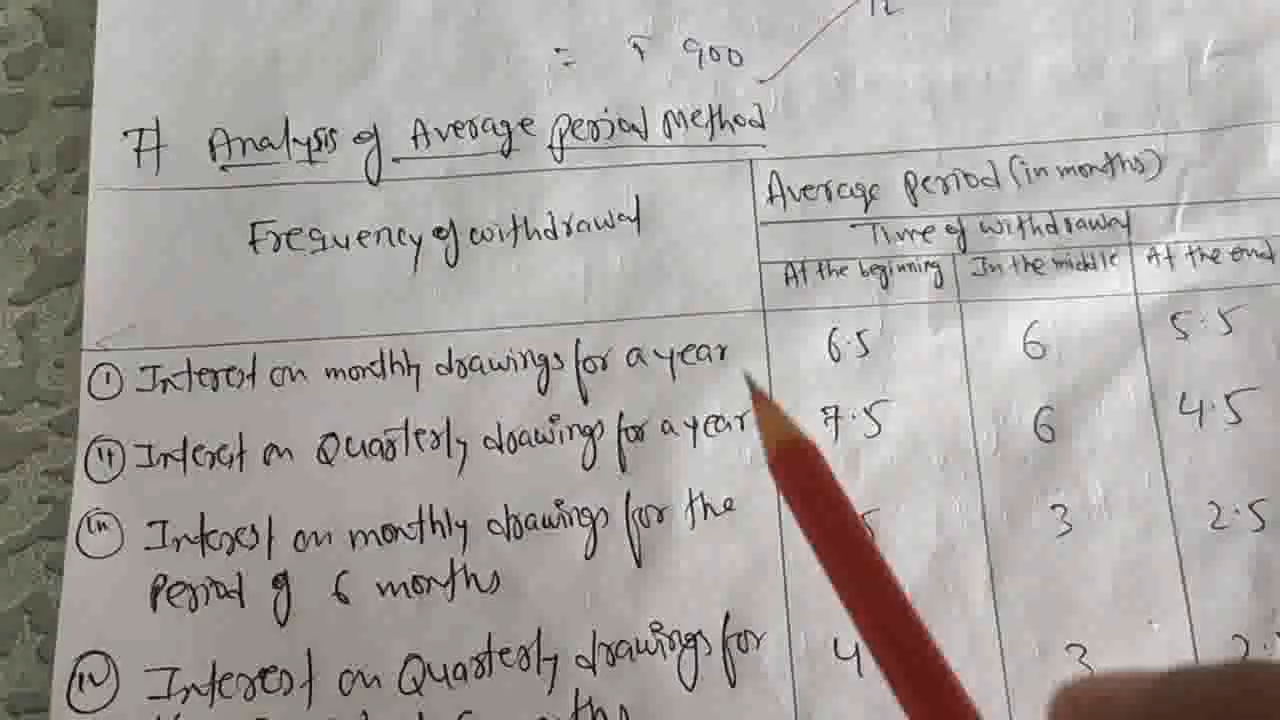 12
= ₹ 900
7) Analysis of Average period Method
Frequency of withdrawal
Average period (in months)
Time of withdrawal
At the beginning In the middle At the end
(i) Interest on monthly drawings for a year 6.5 6 5.5
(ii) Interest on Quarterly drawings for a year 7.5 6 4.5
(iii) Interest on monthly drawings for the 3 2.5
period of 6 months
(iv) Interest on Quarterly drawings for 3